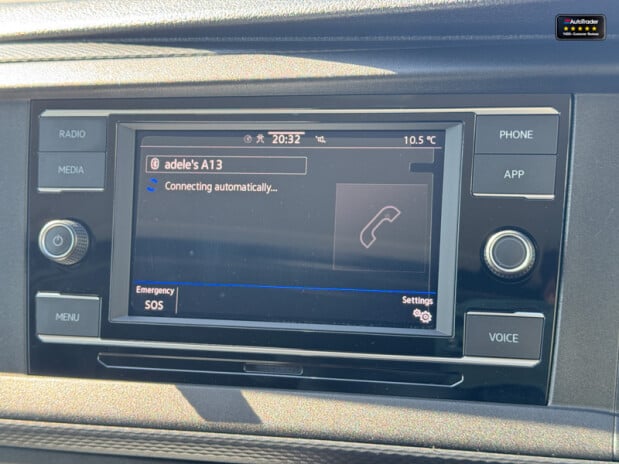 AutoTrader
RADIO
MEDIA
MENU
20:32
10.5 °C
adele's A13
Connecting automatically...
Emergency
SOS
Settings
PHONE
APP
VOICE